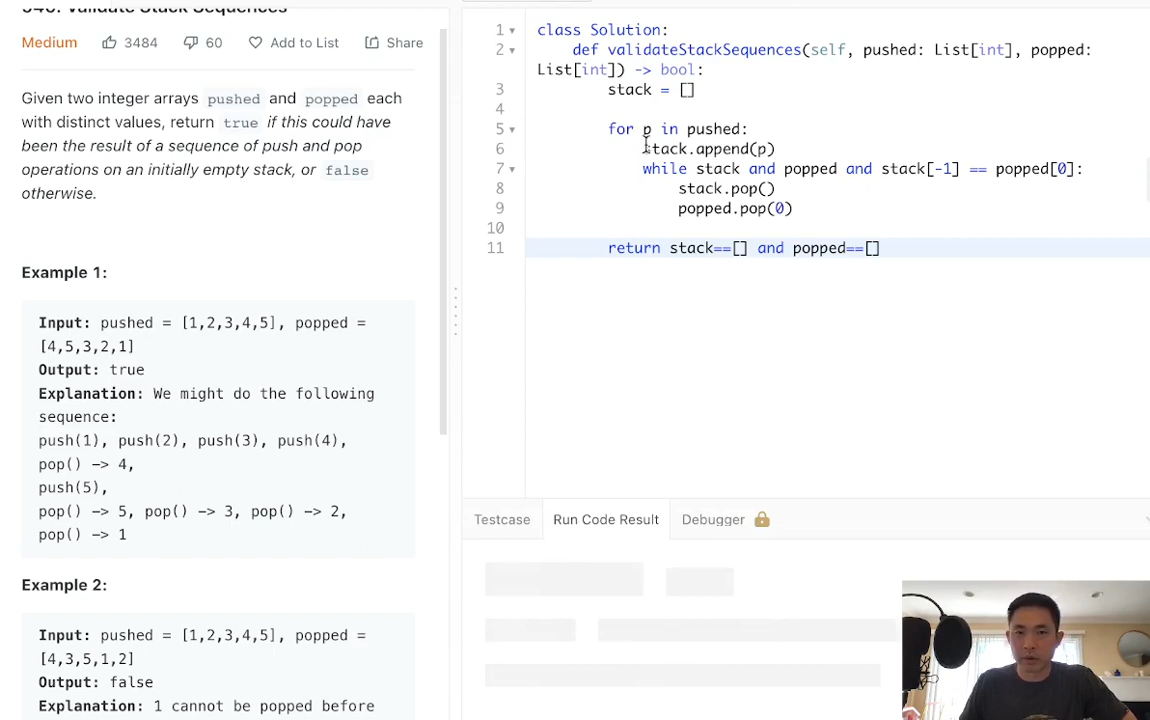 946. Validate Stack Sequences
Medium 3484 60 Add to List Share
Given two integer arrays pushed and popped each
with distinct values, return true if this could have
been the result of a sequence of push and pop
operations on an initially empty stack, or false
otherwise.
Example 1:
Input: pushed = [1,2,3,4,5], popped =
[4,5,3,2,1]
Output: true
Explanation: We might do the following
sequence:
push(1), push(2), push(3), push(4),
pop() -> 4,
push(5),
pop() -> 5, pop() -> 3, pop() -> 2,
pop() -> 1
Example 2:
Input: pushed = [1,2,3,4,5], popped =
[4,3,5,1,2]
Output: false
Explanation: 1 cannot be popped before
1 class Solution:
2 def validateStackSequences(self, pushed: List[int], popped:
List[int]) -> bool:
3 stack = []
4
5 for p in pushed:
6 stack.append(p)
7 while stack and popped and stack[-1] == popped[0]:
8 stack.pop()
9 popped.pop(0)
10
11 return stack==[] and popped==[]
Testcase Run Code Result Debugger